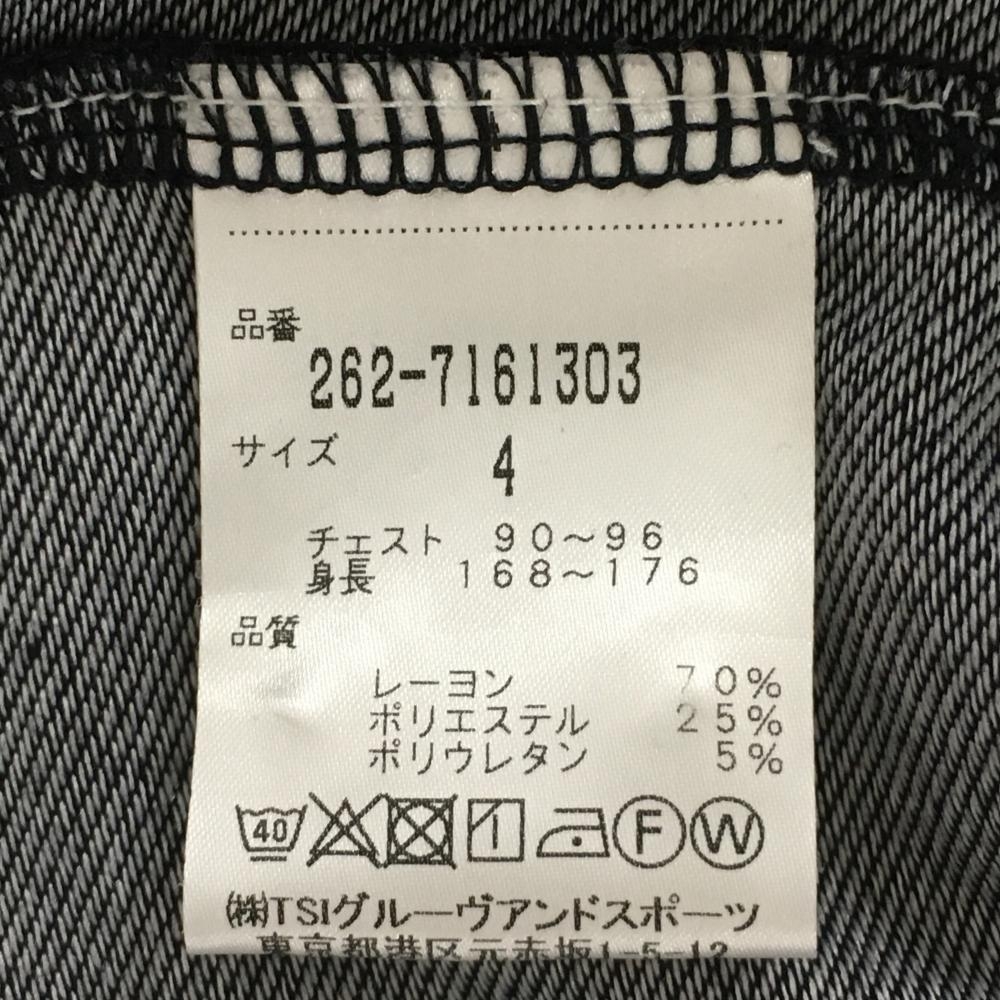 品番
262-7161303
サイズ 4
チェスト 90～96
身長 168～176
品質
レーヨン 70%
ポリエステル 25%
ポリウレタン 5%
40 F W
㈱TSIグルーヴアンドスポーツ
東京都港区元赤坂1-5-12